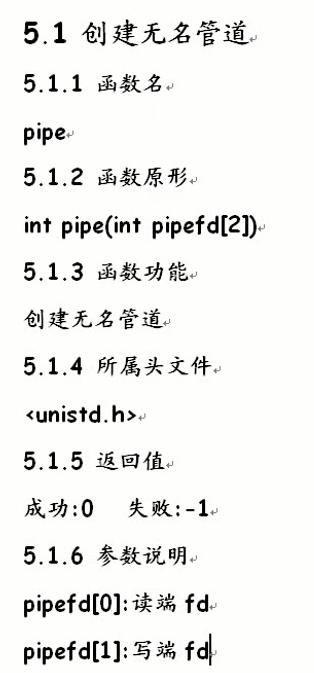 5.1 创建无名管道
5.1.1 函数名
pipe
5.1.2 函数原形
int pipe(int pipefd[2])
5.1.3 函数功能
创建无名管道
5.1.4 所属头文件
<unistd.h>
5.1.5 返回值
成功:0 失败:-1
5.1.6 参数说明
pipefd[0]:读端 fd
pipefd[1]:写端 fd